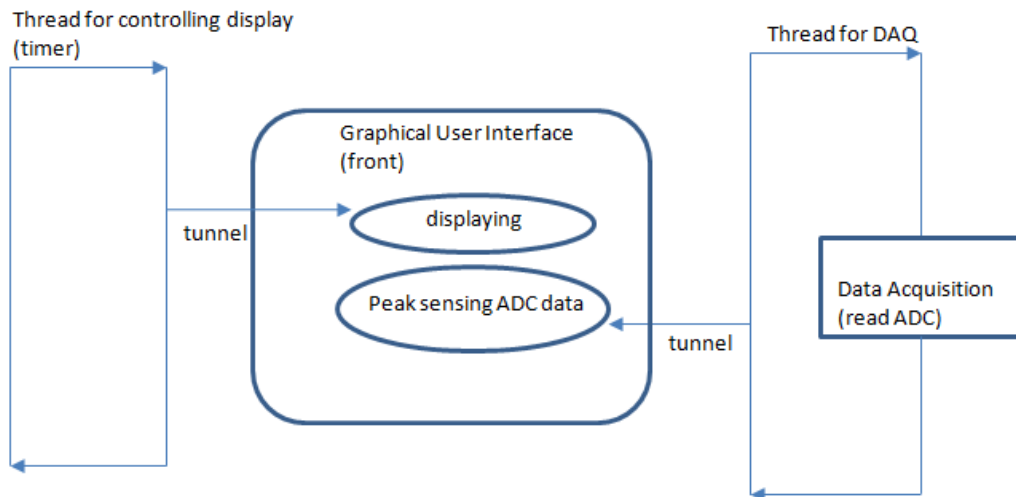 Thread for controlling display
(timer)
Thread for DAQ
Graphical User Interface
(front)
displaying
tunnel
Peak sensing ADC data
Data Acquisition
(read ADC)
tunnel